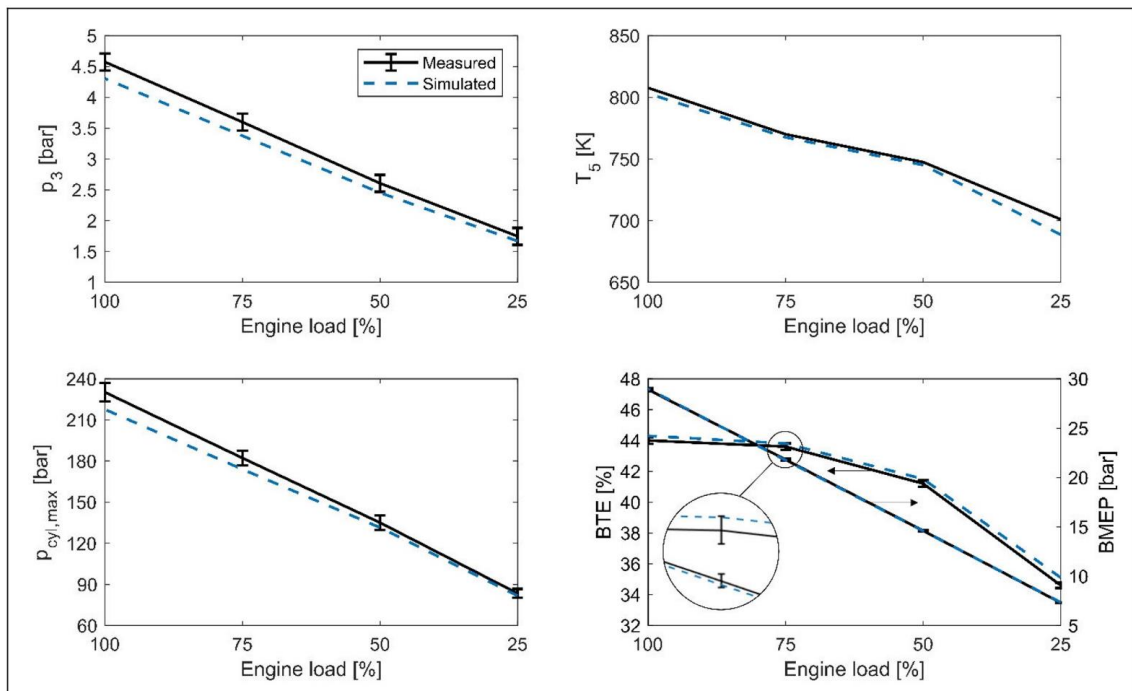 5
4.5
4
3.5
3
2.5
2
1.5
1
p3 [bar]
100 75 50 25
Engine load [%]
Measured
Simulated
850
800
750
700
650
T5 [K]
100 75 50 25
Engine load [%]
240
210
180
150
120
90
60
pcyl,max [bar]
100 75 50 25
Engine load [%]
48
46
44
42
40
38
36
34
32
BTE [%]
30
25
20
15
10
5
BMEP [bar]
100 75 50 25
Engine load [%]